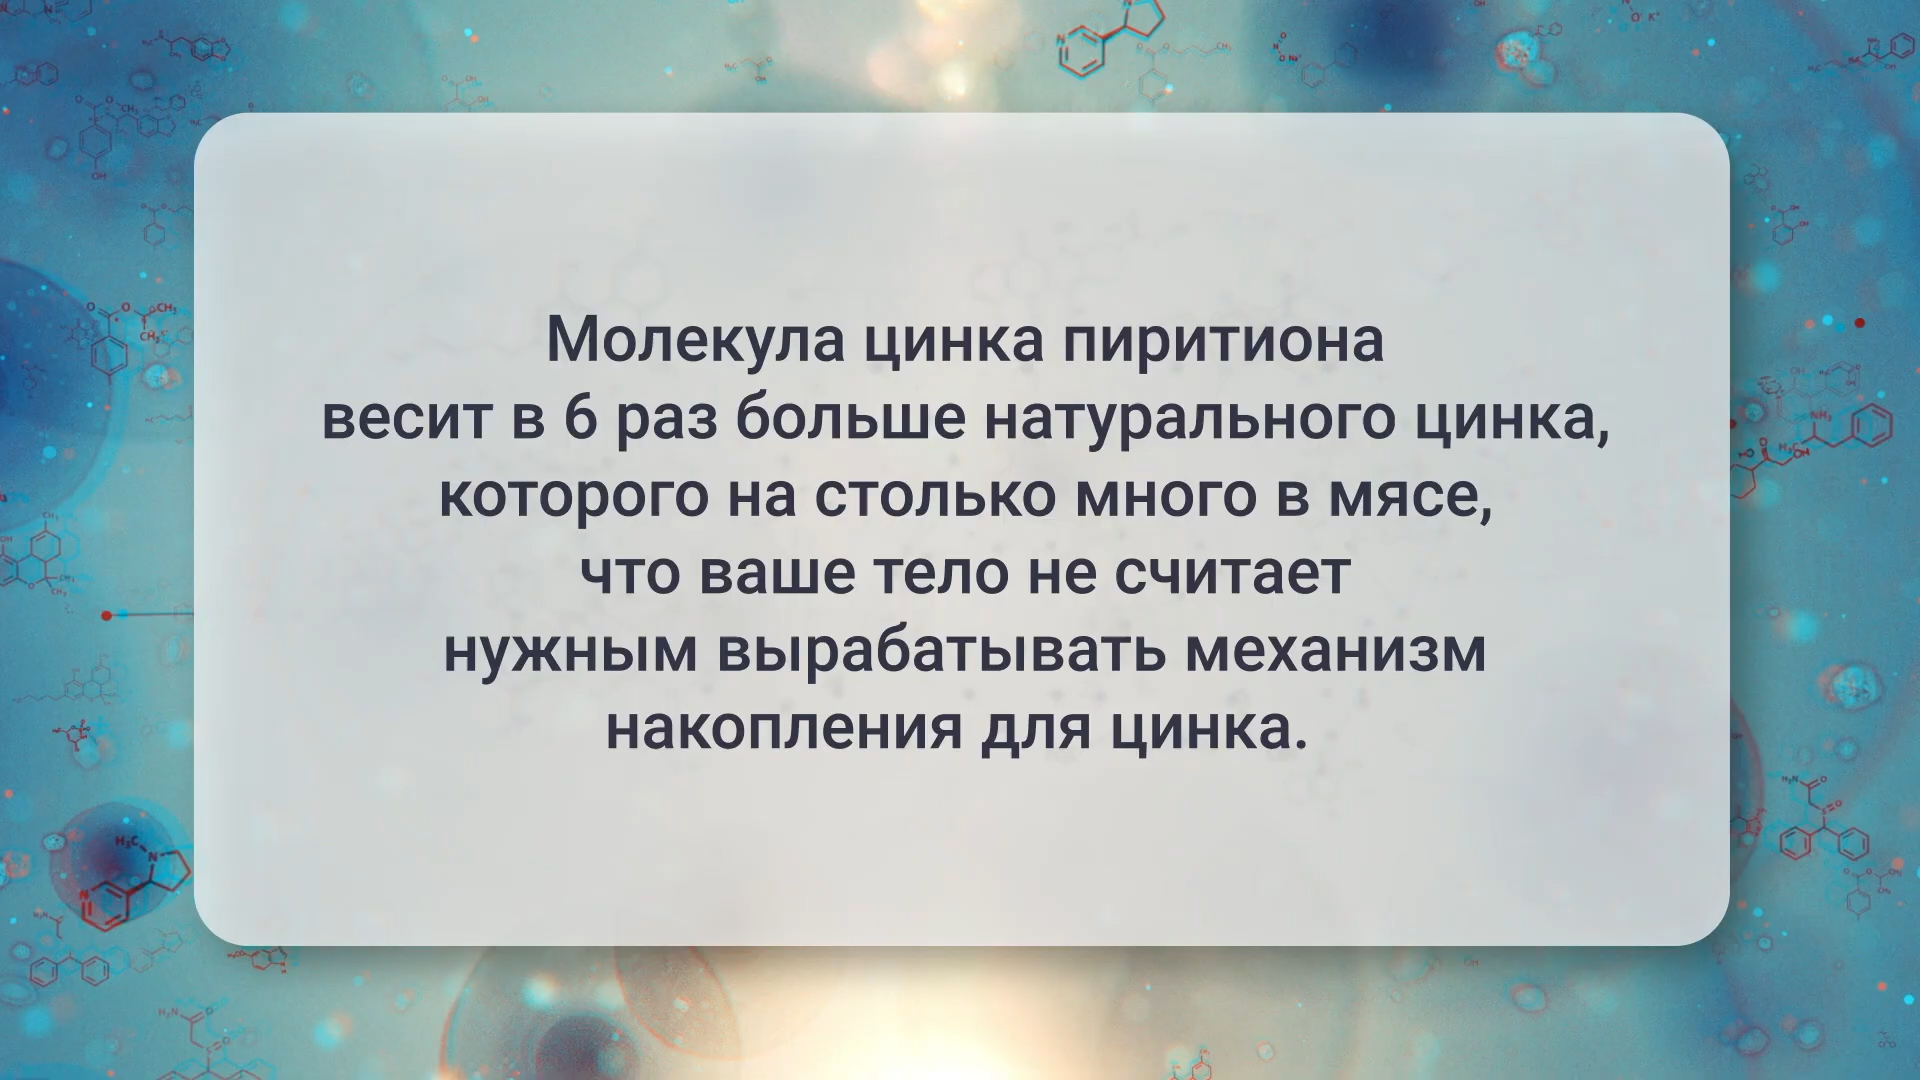 Молекула цинка пиритиона
весит в 6 раз больше натурального цинка,
которого на столько много в мясе,
что ваше тело не считает
нужным вырабатывать механизм
накопления для цинка.